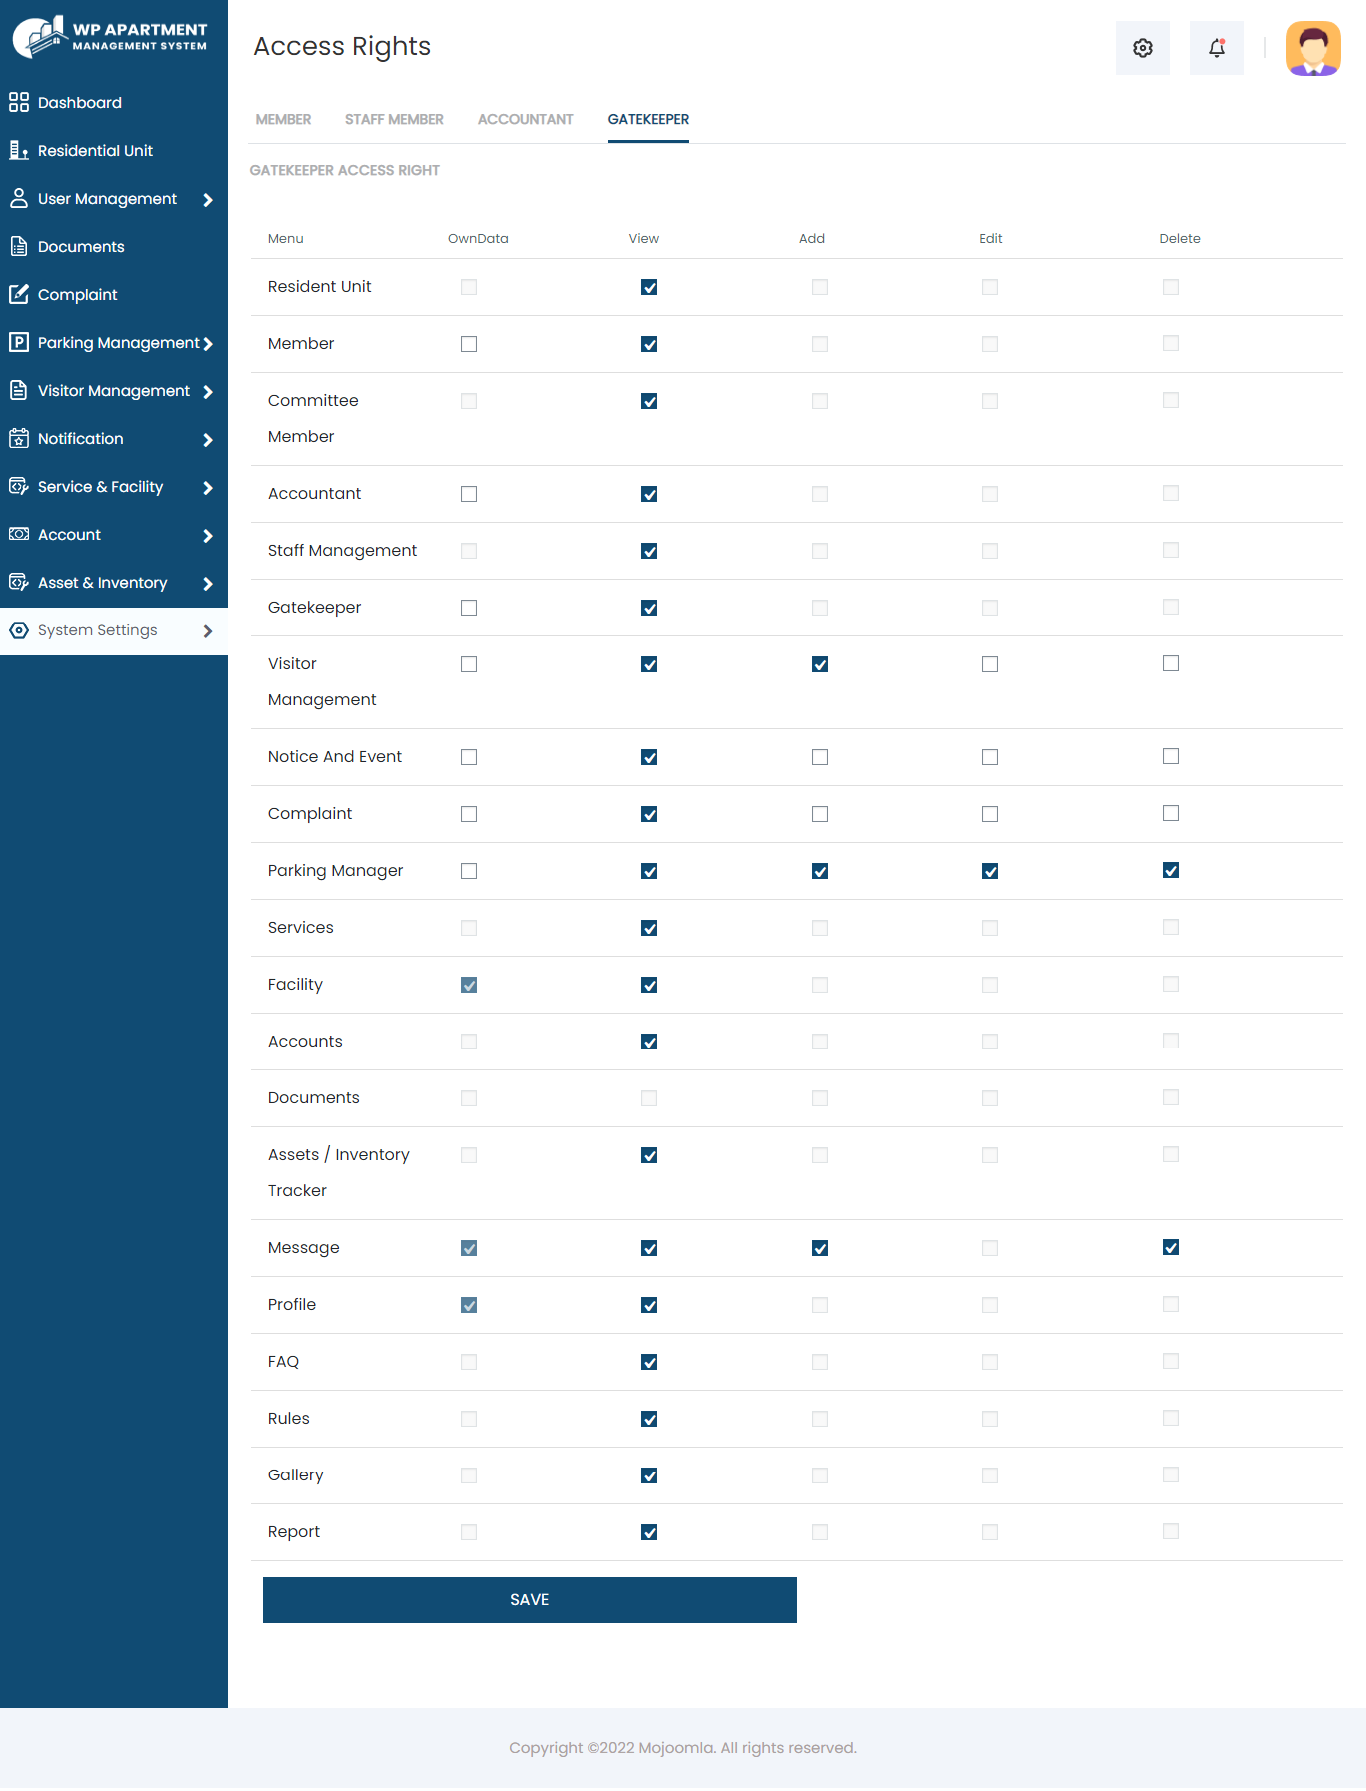 WP APARTMENT
MANAGEMENT SYSTEM
Dashboard
Residential Unit
User Management
Documents
Complaint
Parking Management
Visitor Management
Notification
Service & Facility
Account
Asset & Inventory
System Settings
Access Rights
MEMBER STAFF MEMBER ACCOUNTANT GATEKEEPER
GATEKEEPER ACCESS RIGHT
Menu OwnData View Add Edit Delete
Resident Unit
Member
Committee
Member
Accountant
Staff Management
Gatekeeper
Visitor
Management
Notice And Event
Complaint
Parking Manager
Services
Facility
Accounts
Documents
Assets / Inventory
Tracker
Message
Profile
FAQ
Rules
Gallery
Report
SAVE
Copyright ©2022 Mojoomla. All rights reserved.